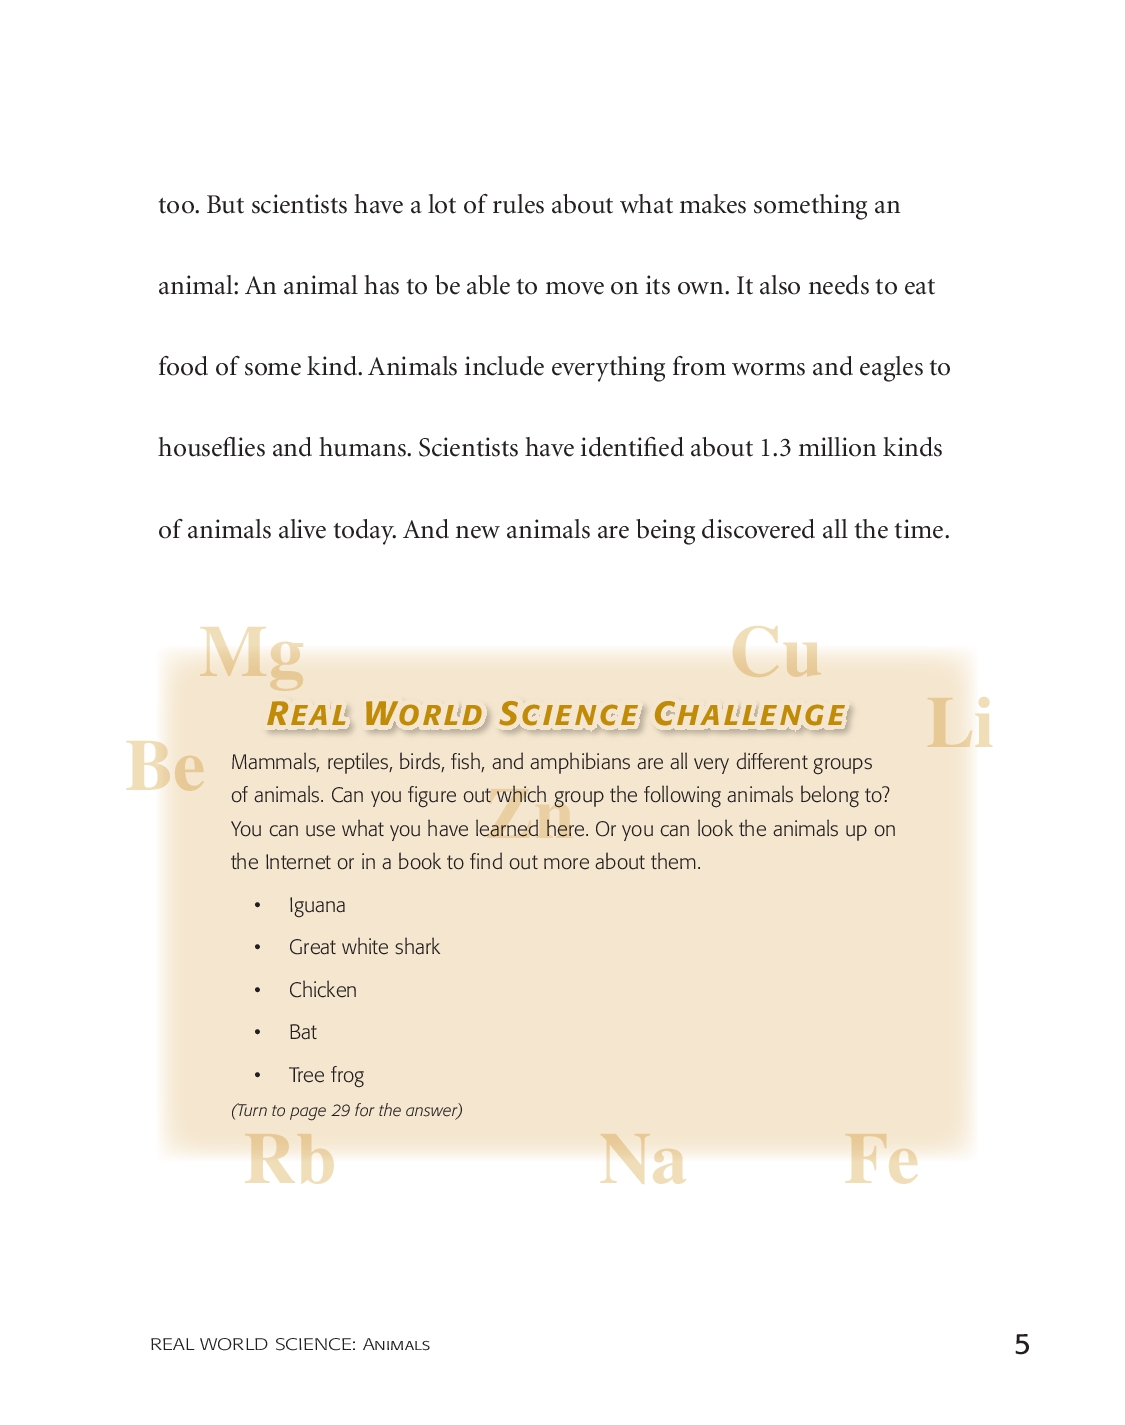 too. But scientists have a lot of rules about what makes something an
animal: An animal has to be able to move on its own. It also needs to eat
food of some kind. Animals include everything from worms and eagles to
houseflies and humans. Scientists have identified about 1.3 million kinds
of animals alive today. And new animals are being discovered all the time.
Mg
Cu
Li
Be
Zn
REAL WORLD SCIENCE CHALLENGE
Mammals, reptiles, birds, fish, and amphibians are all very different groups
of animals. Can you figure out which group the following animals belong to?
You can use what you have learned here. Or you can look the animals up on
the Internet or in a book to find out more about them.
• Iguana
• Great white shark
• Chicken
• Bat
• Tree frog
(Turn to page 29 for the answer)
Rb
Na
Fe
REAL WORLD SCIENCE: ANIMALS
5